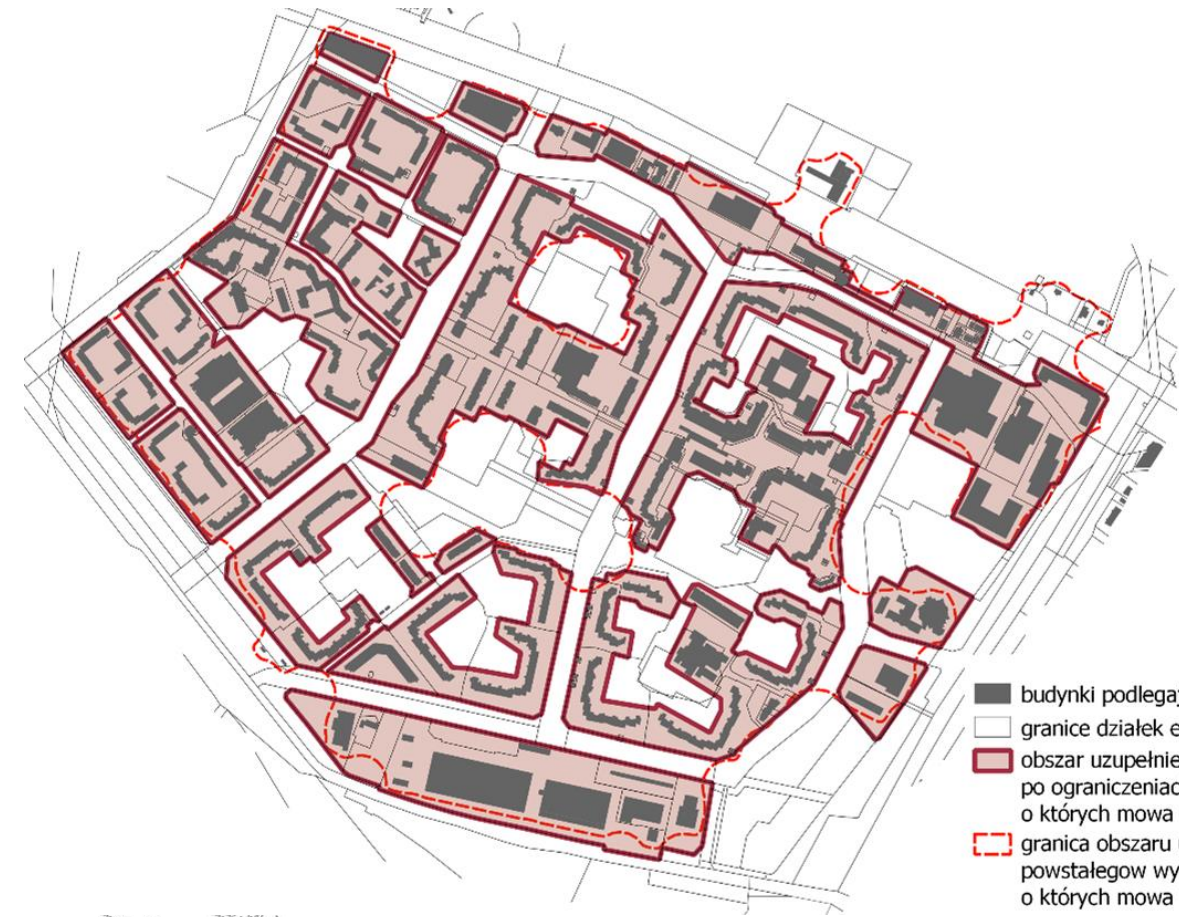 budynki podlegaj
granice działek e
obszar uzupełnie
po ograniczeniac
o których mowa
granica obszaru
powstałegow wy
o których mowa